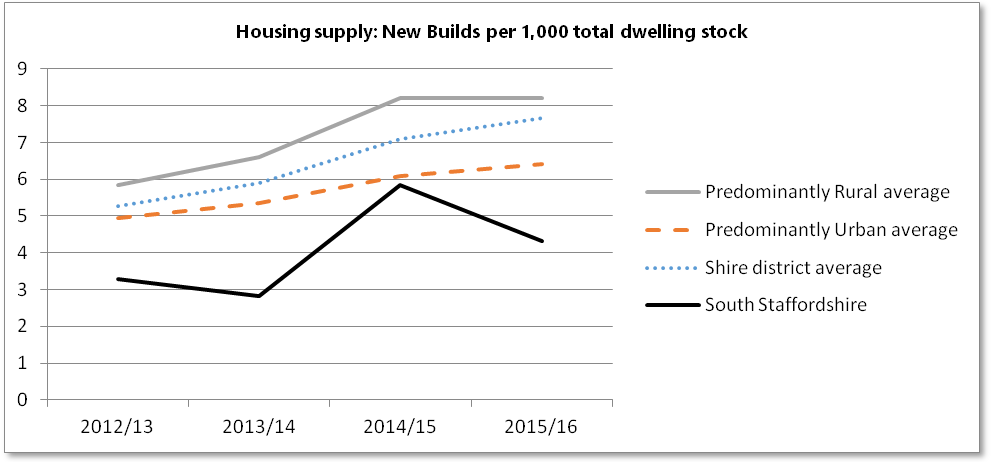 Housing supply: New Builds per 1,000 total dwelling stock
9
8
7
6
5
4
3
2
1
0
2012/13 2013/14 2014/15 2015/16
Predominantly Rural average
Predominantly Urban average
Shire district average
South Staffordshire